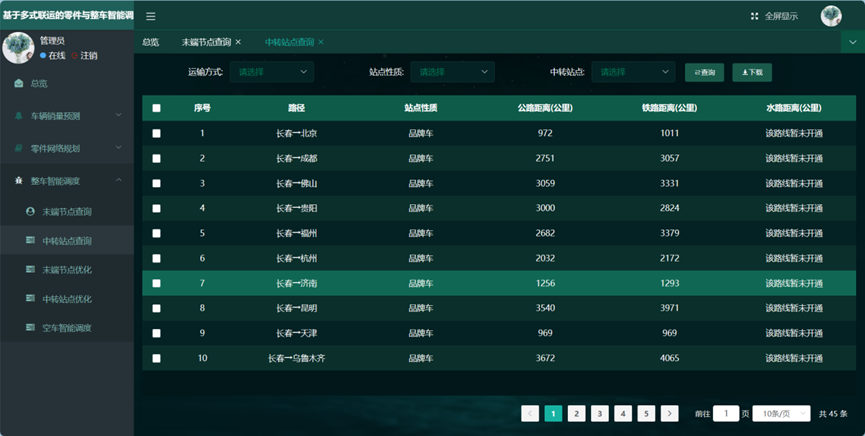 基于多式联运的零件与整车智能调
全屏显示
管理员
在线 注销
总览 末端节点查询 × 中转站点查询 ×
运输方式: 请选择 站点性质: 请选择 中转站点: 请选择 查询 下载
总览
车辆销量预测
零件网络规划
整车智能调度
末端节点查询
中转站点查询
末端节点优化
中转站点优化
空车智能调度
序号 路径 站点性质 公路距离(公里) 铁路距离(公里) 水路距离(公里)
1 长春→北京 品牌车 972 1011 该路线暂未开通
2 长春→成都 品牌车 2751 3057 该路线暂未开通
3 长春→佛山 品牌车 3059 3331 该路线暂未开通
4 长春→贵阳 品牌车 3000 2824 该路线暂未开通
5 长春→福州 品牌车 2682 3379 该路线暂未开通
6 长春→杭州 品牌车 2032 2172 该路线暂未开通
7 长春→济南 品牌车 1256 1293 该路线暂未开通
8 长春→昆明 品牌车 3540 3971 该路线暂未开通
9 长春→天津 品牌车 969 969 该路线暂未开通
10 长春→乌鲁木齐 品牌车 3672 4065 该路线暂未开通
1 2 3 4 5 前往 1 页 10条/页 共 45 条